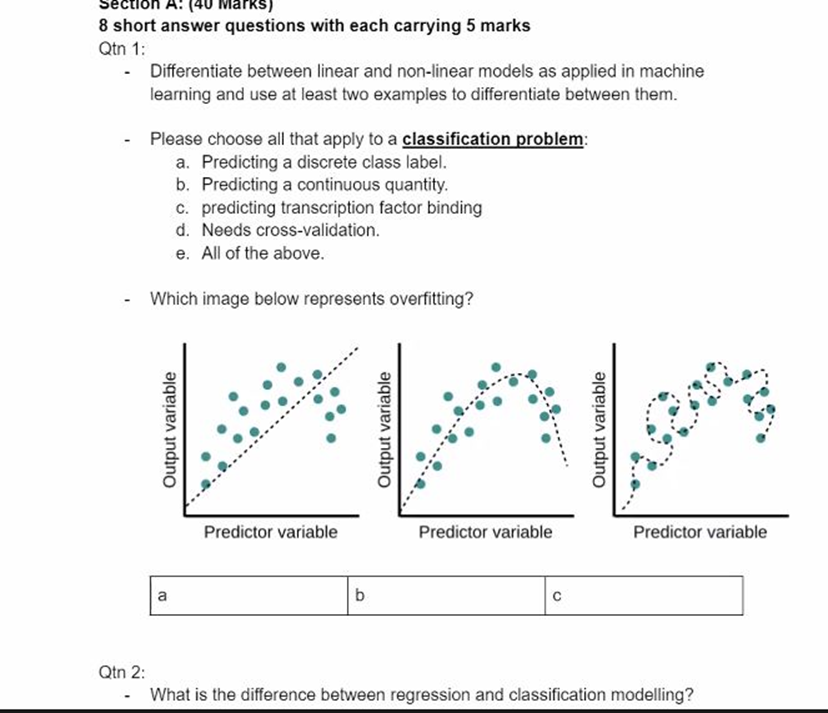 Section A: (40 Marks)
8 short answer questions with each carrying 5 marks
Qtn 1:
- Differentiate between linear and non-linear models as applied in machine
learning and use at least two examples to differentiate between them.
- Please choose all that apply to a classification problem:
a. Predicting a discrete class label.
b. Predicting a continuous quantity.
c. predicting transcription factor binding
d. Needs cross-validation.
e. All of the above.
- Which image below represents overfitting?
Output variable
Predictor variable
Output variable
Predictor variable
Output variable
Predictor variable
a
b
c
Qtn 2:
- What is the difference between regression and classification modelling?